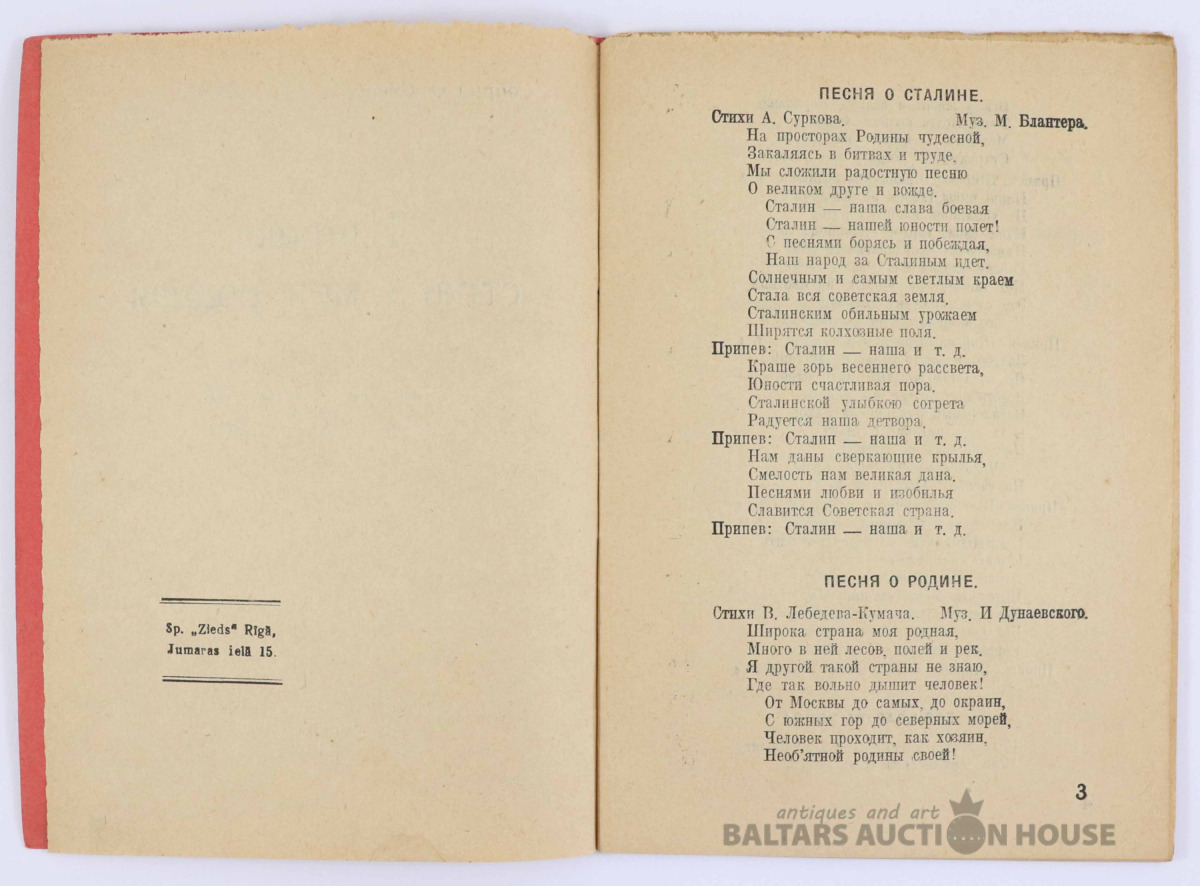 Sp. „Zieds“ Rīgā,
Jumaras ielā 15.
ПЕСНЯ О СТАЛИНЕ.
Стихи А. Суркова. Муз. М. Блантера.
На просторах Родины чудесной,
Закаляясь в битвах и труде.
Мы сложили радостную песню
О великом друге и вожде.
Сталин — наша слава боевая
Сталин — нашей юности полет!
С песнями борясь и побеждая,
Наш народ за Сталиным идет.
Солнечным и самым светлым краем
Стала вся советская земля.
Сталинским обильным урожаем
Ширятся колхозные поля.
Припев: Сталин — наша и т. д.
Краше зорь весеннего рассвета,
Юности счастливая пора.
Сталинской улыбкою согрета
Радуется наша детвора.
Припев: Сталин — наша и т. д.
Нам даны сверкающие крылья,
Смелость нам великая дана.
Песнями любви и изобилья
Славится Советская страна.
Припев: Сталин — наша и т. д.
ПЕСНЯ О РОДИНЕ.
Стихи В. Лебедева-Кумача. Муз. И Дунаевского.
Широка страна моя родная,
Много в ней лесов, полей и рек.
Я другой такой страны не знаю,
Где так вольно дышит человек!
От Москвы до самых, до окраин,
С южных гор до северных морей,
Человек проходит, как хозяин,
Необ’ятной родины своей!
3
antiques and art
BALTARS AUCTION HOUSE